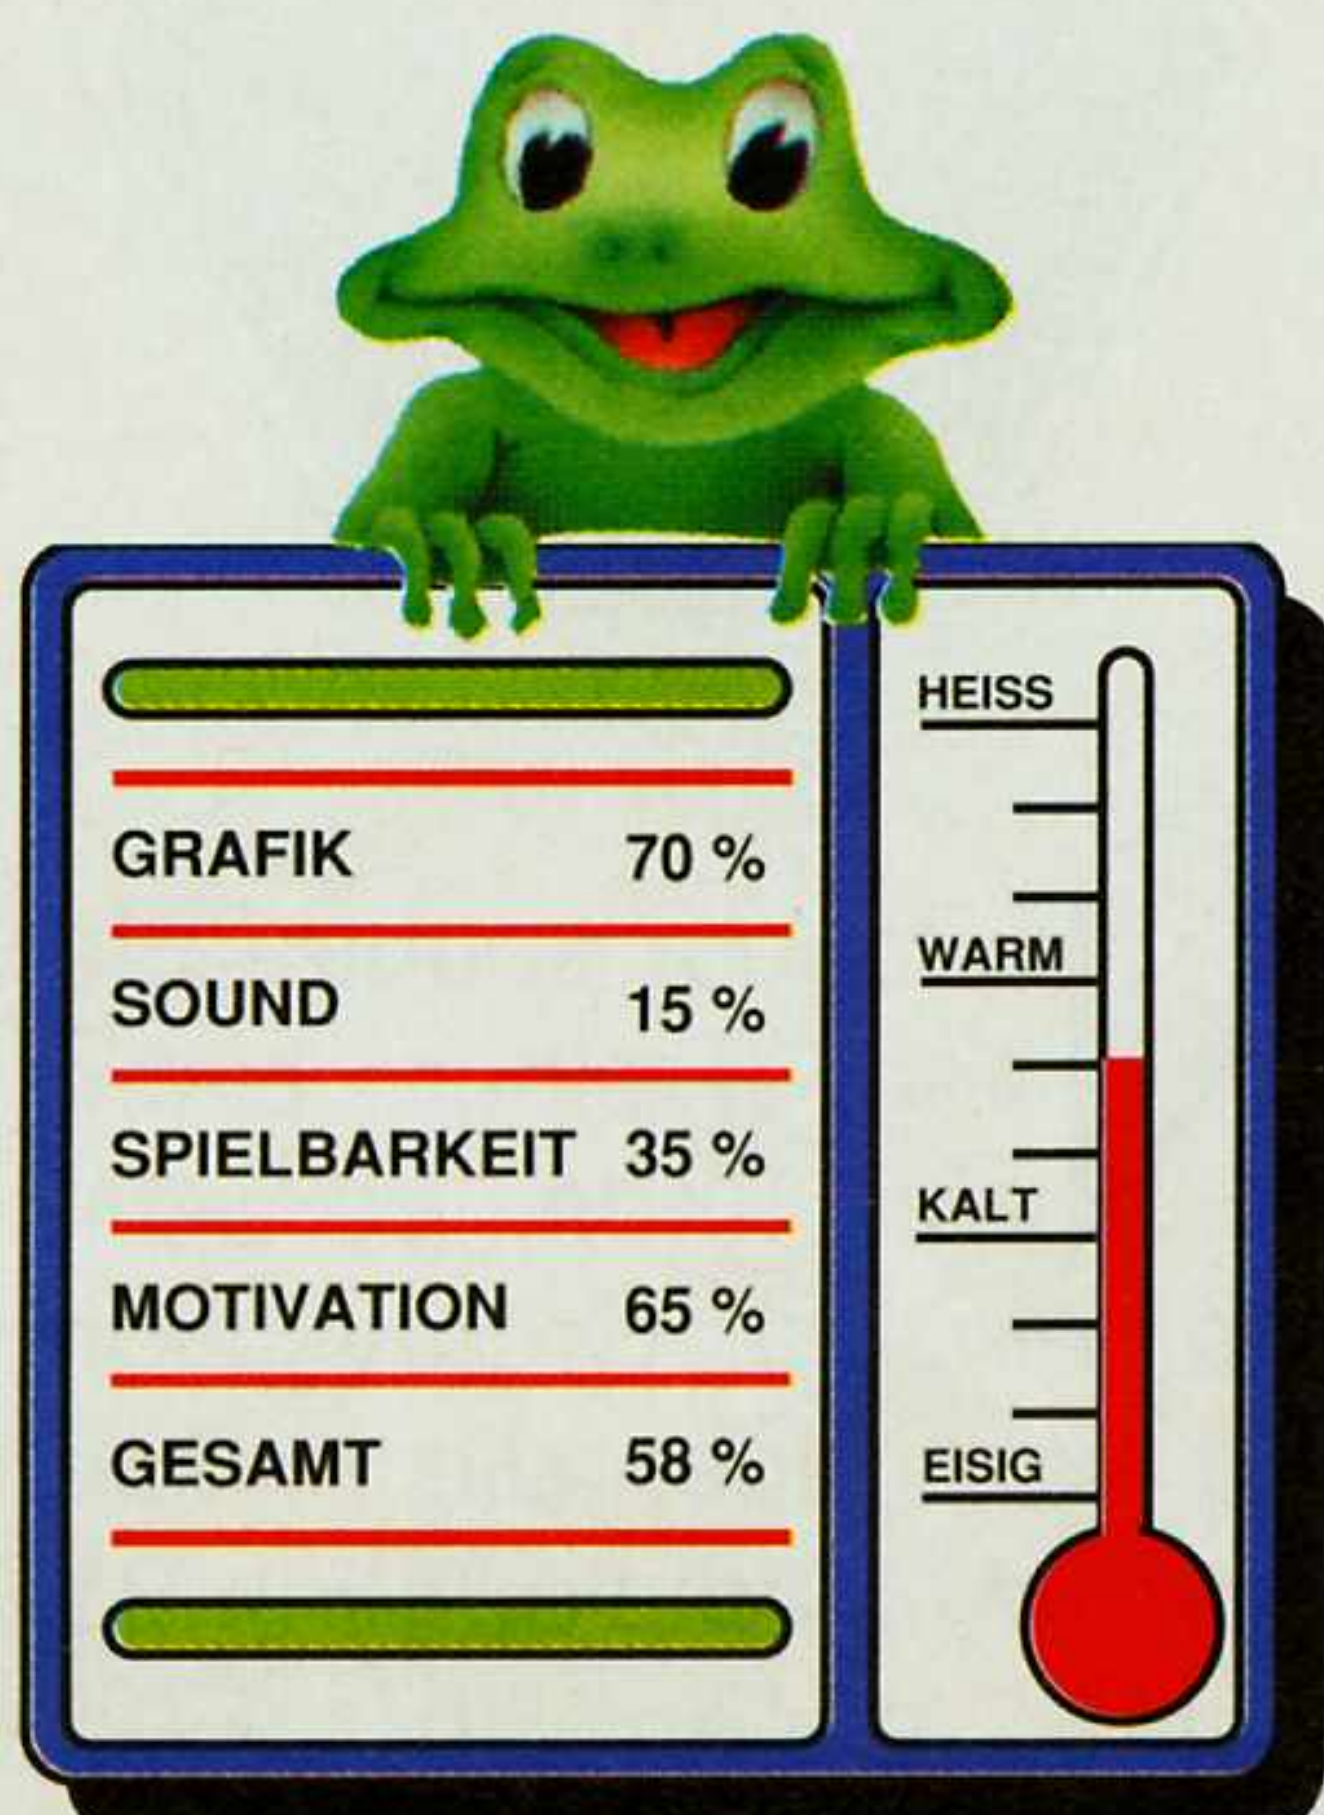 GRAFIK 70 %
SOUND 15 %
SPIELBARKEIT 35 %
MOTIVATION 65 %
GESAMT 58 %
HEISS
WARM
KALT
EISIG